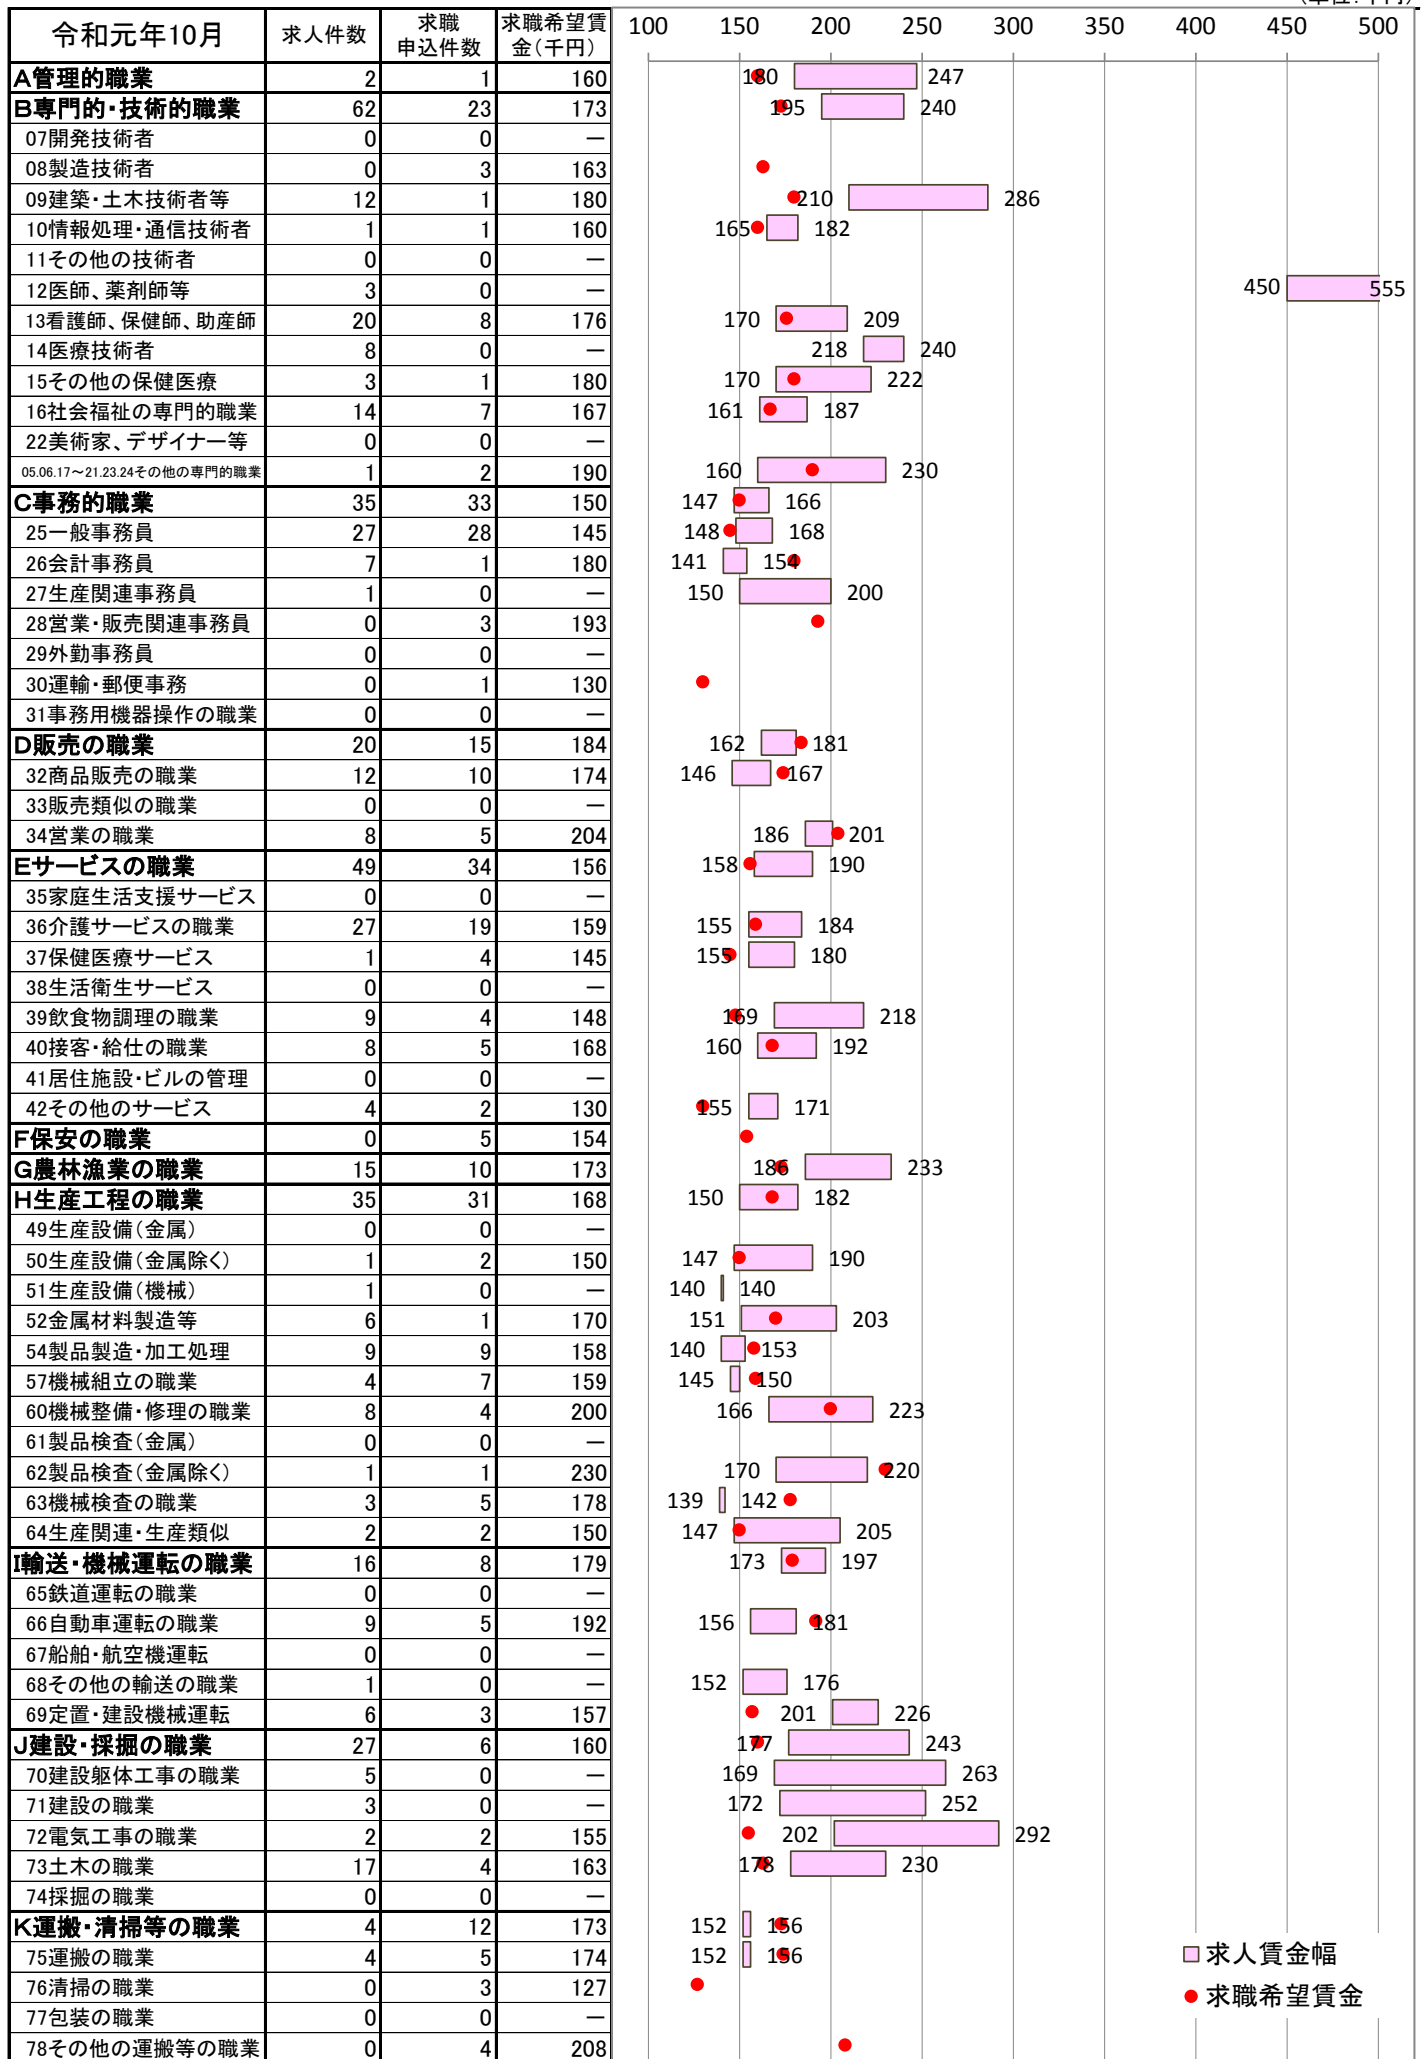 (単位：千円)
令和元年10月 求人件数 求職申込件数 求職希望賃金(千円) 100 150 200 250 300 350 400 450 500
A管理的職業 2 1 160 180 247
B専門的・技術的職業 62 23 173 195 240
07開発技術者 0 0 ―
08製造技術者 0 3 163
09建築・土木技術者等 12 1 180 210 286
10情報処理・通信技術者 1 1 160 165 182
11その他の技術者 0 0 ―
12医師、薬剤師等 3 0 ― 450 555
13看護師、保健師、助産師 20 8 176 170 209
14医療技術者 8 0 ― 218 240
15その他の保健医療 3 1 180 170 222
16社会福祉の専門的職業 14 7 167 161 187
22美術家、デザイナー等 0 0 ―
05.06.17～21.23.24その他の専門的職業 1 2 190 160 230
C事務的職業 35 33 150 147 166
25一般事務員 27 28 145 148 168
26会計事務員 7 1 180 141 154
27生産関連事務員 1 0 ― 150 200
28営業・販売関連事務員 0 3 193
29外勤事務員 0 0 ―
30運輸・郵便事務 0 1 130
31事務用機器操作の職業 0 0 ―
D販売の職業 20 15 184 162 181
32商品販売の職業 12 10 174 146 167
33販売類似の職業 0 0 ―
34営業の職業 8 5 204 186 201
Eサービスの職業 49 34 156 158 190
35家庭生活支援サービス 0 0 ―
36介護サービスの職業 27 19 159 155 184
37保健医療サービス 1 4 145 155 180
38生活衛生サービス 0 0 ―
39飲食物調理の職業 9 4 148 169 218
40接客・給仕の職業 8 5 168 160 192
41居住施設・ビルの管理 0 0 ―
42その他のサービス 4 2 130 155 171
F保安の職業 0 5 154
G農林漁業の職業 15 10 173 186 233
H生産工程の職業 35 31 168 150 182
49生産設備(金属) 0 0 ―
50生産設備(金属除く) 1 2 150 147 190
51生産設備(機械) 1 0 ― 140 140
52金属材料製造等 6 1 170 151 203
54製品製造・加工処理 9 9 158 140 153
57機械組立の職業 4 7 159 145 150
60機械整備・修理の職業 8 4 200 166 223
61製品検査(金属) 0 0 ―
62製品検査(金属除く) 1 1 230 170 220
63機械検査の職業 3 5 178 139 142
64生産関連・生産類似 2 2 150 147 205
I輸送・機械運転の職業 16 8 179 173 197
65鉄道運転の職業 0 0 ―
66自動車運転の職業 9 5 192 156 181
67船舶・航空機運転 0 0 ―
68その他の輸送の職業 1 0 ― 152 176
69定置・建設機械運転 6 3 157 201 226
J建設・採掘の職業 27 6 160 177 243
70建設躯体工事の職業 5 0 ― 169 263
71建設の職業 3 0 ― 172 252
72電気工事の職業 2 2 155 202 292
73土木の職業 17 4 163 178 230
74採掘の職業 0 0 ―
K運搬・清掃等の職業 4 12 173 152 156
75運搬の職業 4 5 174 152 156
76清掃の職業 0 3 127
77包装の職業 0 0 ―
78その他の運搬等の職業 0 4 208
求人賃金幅
求職希望賃金